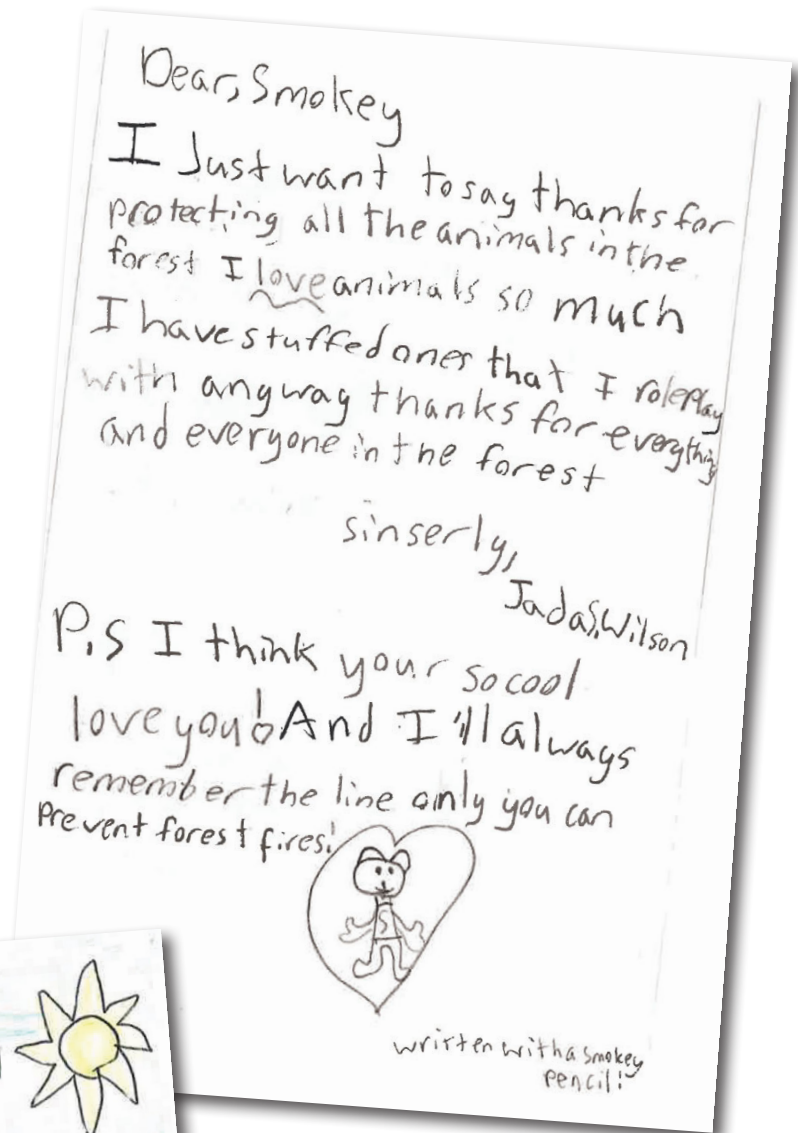 Dear, Smokey
I Just want to say thanks for
protecting all the animals in the
forest I love animals so much
I have stuffed ones that I roleplay
with anyway thanks for everything
and everyone in the forest
sinserly,
Jada S. Wilson
P.S I think your so cool
love you! And I'll always
remember the line only you can
Prevent forest fires!
S
written with a Smokey
pencil!